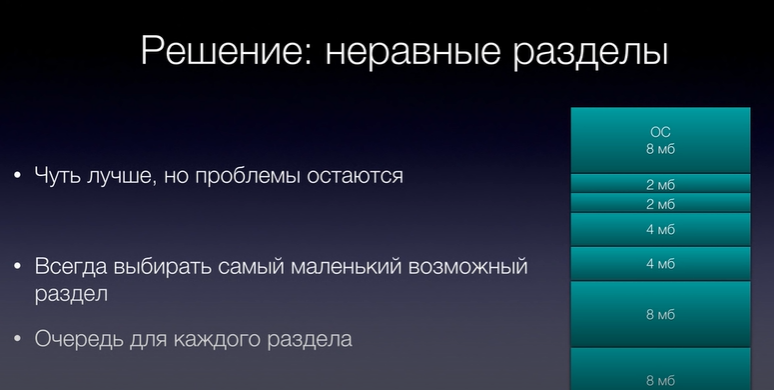 Решение: неравные разделы
• Чуть лучше, но проблемы остаются
• Всегда выбирать самый маленький возможный
раздел
• Очередь для каждого раздела
ОС
8 мб
2 мб
2 мб
4 мб
4 мб
8 мб
8 мб